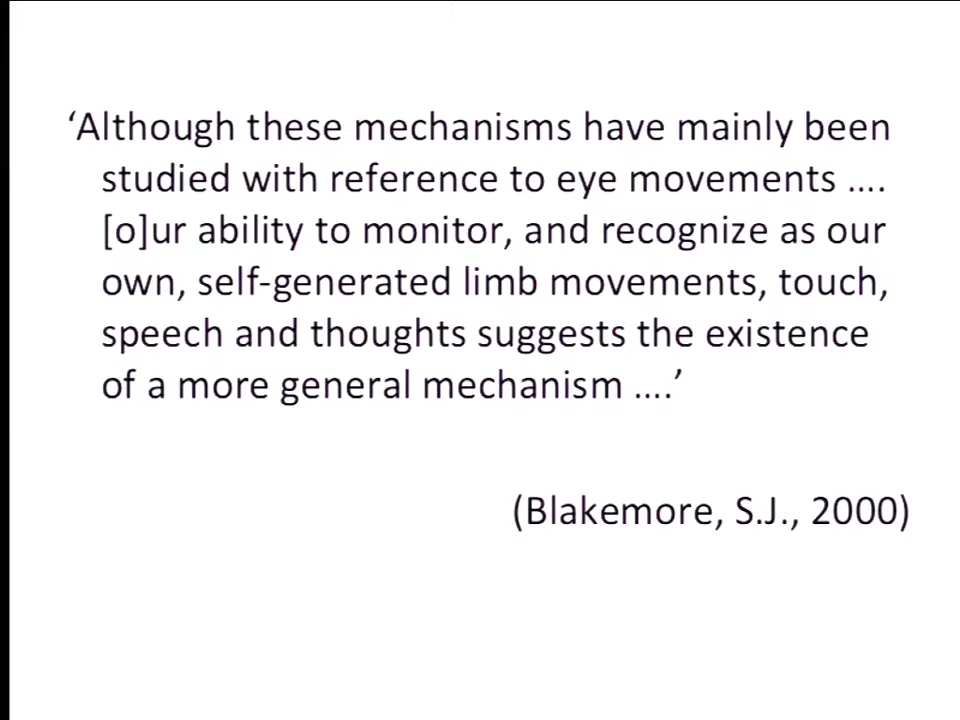 ‘Although these mechanisms have mainly been
studied with reference to eye movements ....
[o]ur ability to monitor, and recognize as our
own, self-generated limb movements, touch,
speech and thoughts suggests the existence
of a more general mechanism ....’
(Blakemore, S.J., 2000)